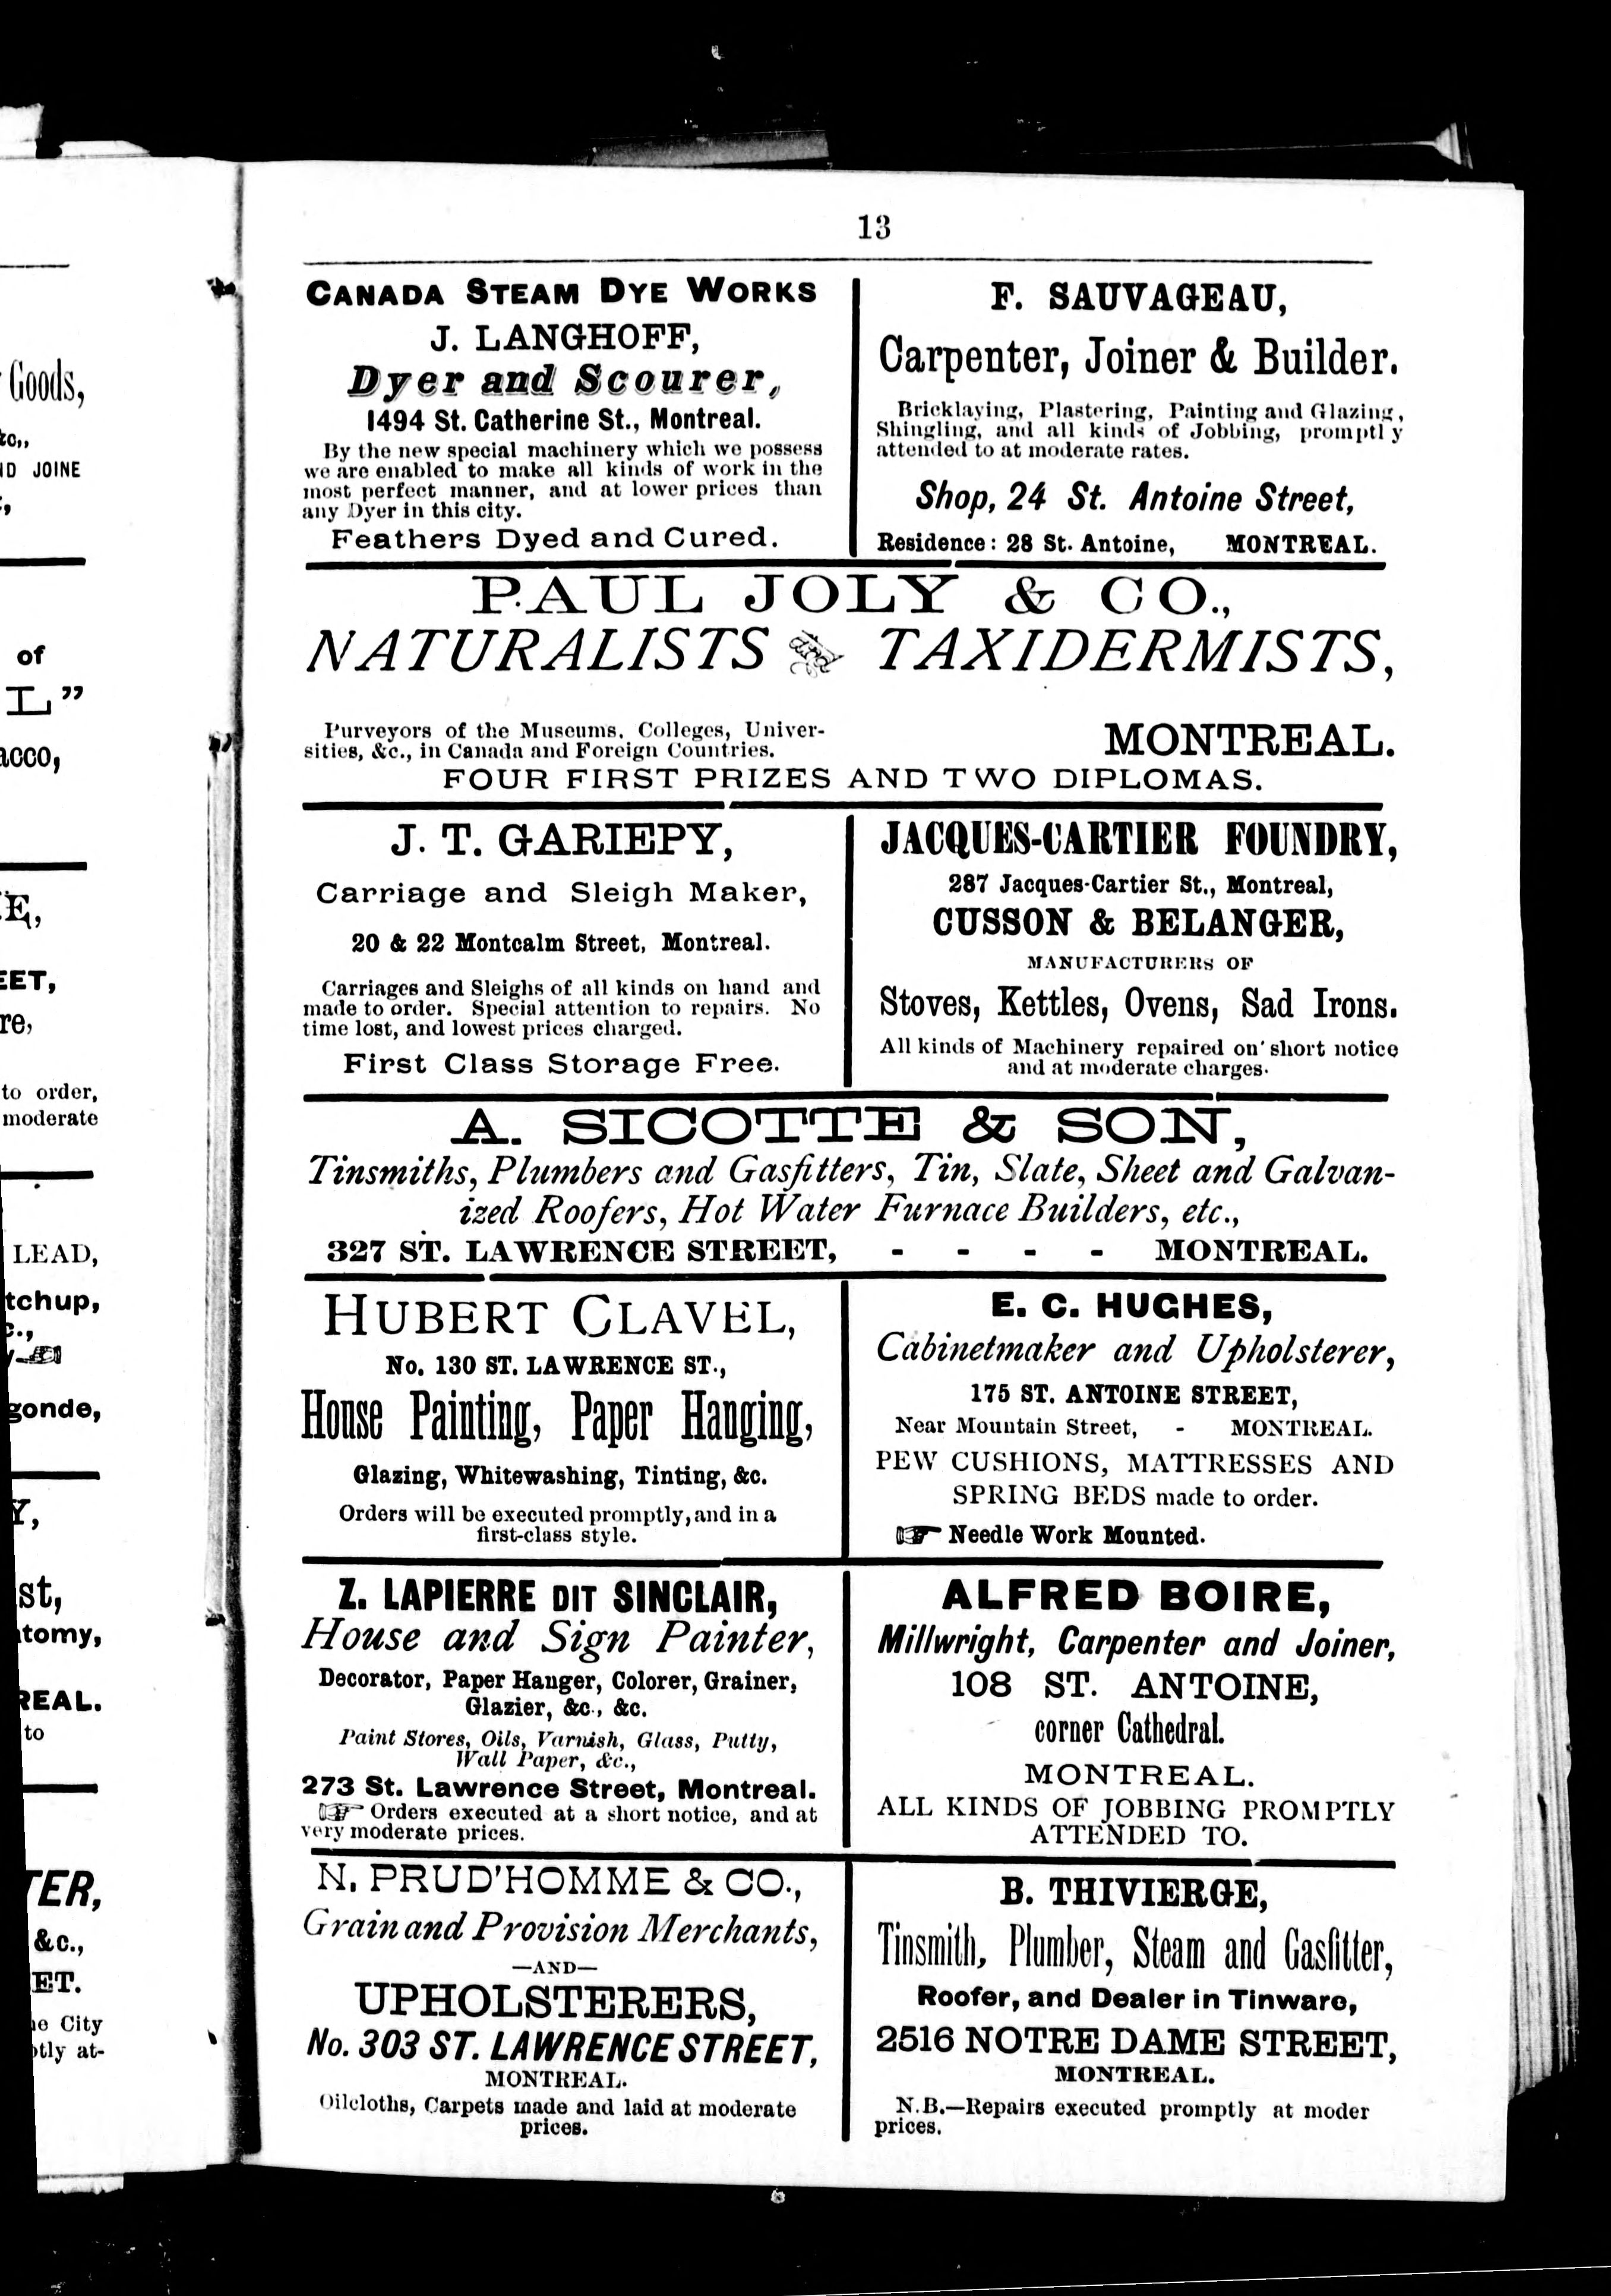 13
CANADA STEAM DYE WORKS
J. LANGHOFF,
Dyer and Scourer,
1494 St. Catherine St., Montreal.
By the new special machinery which we possess
we are enabled to make all kinds of work in the
most perfect manner, and at lower prices than
any Dyer in this city.
Feathers Dyed and Cured.
F. SAUVAGEAU,
Carpenter, Joiner & Builder.
Bricklaying, Plastering, Painting and Glazing,
Shingling, and all kinds of Jobbing, promptly
attended to at moderate rates.
Shop, 24 St. Antoine Street,
Residence: 28 St. Antoine, MONTREAL.
PAUL JOLY & CO.,
NATURALISTS and TAXIDERMISTS,
Purveyors of the Museums, Colleges, Univer-
sities, &c., in Canada and Foreign Countries.
MONTREAL.
FOUR FIRST PRIZES AND TWO DIPLOMAS.
J. T. GARIEPY,
Carriage and Sleigh Maker,
20 & 22 Montcalm Street, Montreal.
Carriages and Sleighs of all kinds on hand and
made to order. Special attention to repairs. No
time lost, and lowest prices charged.
First Class Storage Free.
JACQUES-CARTIER FOUNDRY,
287 Jacques-Cartier St., Montreal,
CUSSON & BELANGER,
MANUFACTURERS OF
Stoves, Kettles, Ovens, Sad Irons.
All kinds of Machinery repaired on short notice
and at moderate charges.
A. SICOTTE & SON,
Tinsmiths, Plumbers and Gasfitters, Tin, Slate, Sheet and Galvan-
ized Roofers, Hot Water Furnace Builders, etc.,
327 ST. LAWRENCE STREET, - - - - MONTREAL.
HUBERT CLAVEL,
No. 130 ST. LAWRENCE ST.,
House Painting, Paper Hanging,
Glazing, Whitewashing, Tinting, &c.
Orders will be executed promptly, and in a
first-class style.
E. C. HUGHES,
Cabinetmaker and Upholsterer,
175 ST. ANTOINE STREET,
Near Mountain Street, - MONTREAL.
PEW CUSHIONS, MATTRESSES AND
SPRING BEDS made to order.
☞ Needle Work Mounted.
Z. LAPIERRE DIT SINCLAIR,
House and Sign Painter,
Decorator, Paper Hanger, Colorer, Grainer,
Glazier, &c., &c.
Paint Stores, Oils, Varnish, Glass, Putty,
Wall Paper, &c.,
273 St. Lawrence Street, Montreal.
☞ Orders executed at a short notice, and at
very moderate prices.
ALFRED BOIRE,
Millwright, Carpenter and Joiner,
108 ST. ANTOINE,
corner Cathedral.
MONTREAL.
ALL KINDS OF JOBBING PROMPTLY
ATTENDED TO.
N. PRUD'HOMME & CO.,
Grain and Provision Merchants,
—AND—
UPHOLSTERERS,
No. 303 ST. LAWRENCE STREET,
MONTREAL.
Oilcloths, Carpets made and laid at moderate
prices.
B. THIVIERGE,
Tinsmith, Plumber, Steam and Gasfitter,
Roofer, and Dealer in Tinware,
2516 NOTRE DAME STREET,
MONTREAL.
N.B.—Repairs executed promptly at moder
prices.
Goods,
JOINE
of
to order,
moderate
LEAD,
to
&c.,
City
at-